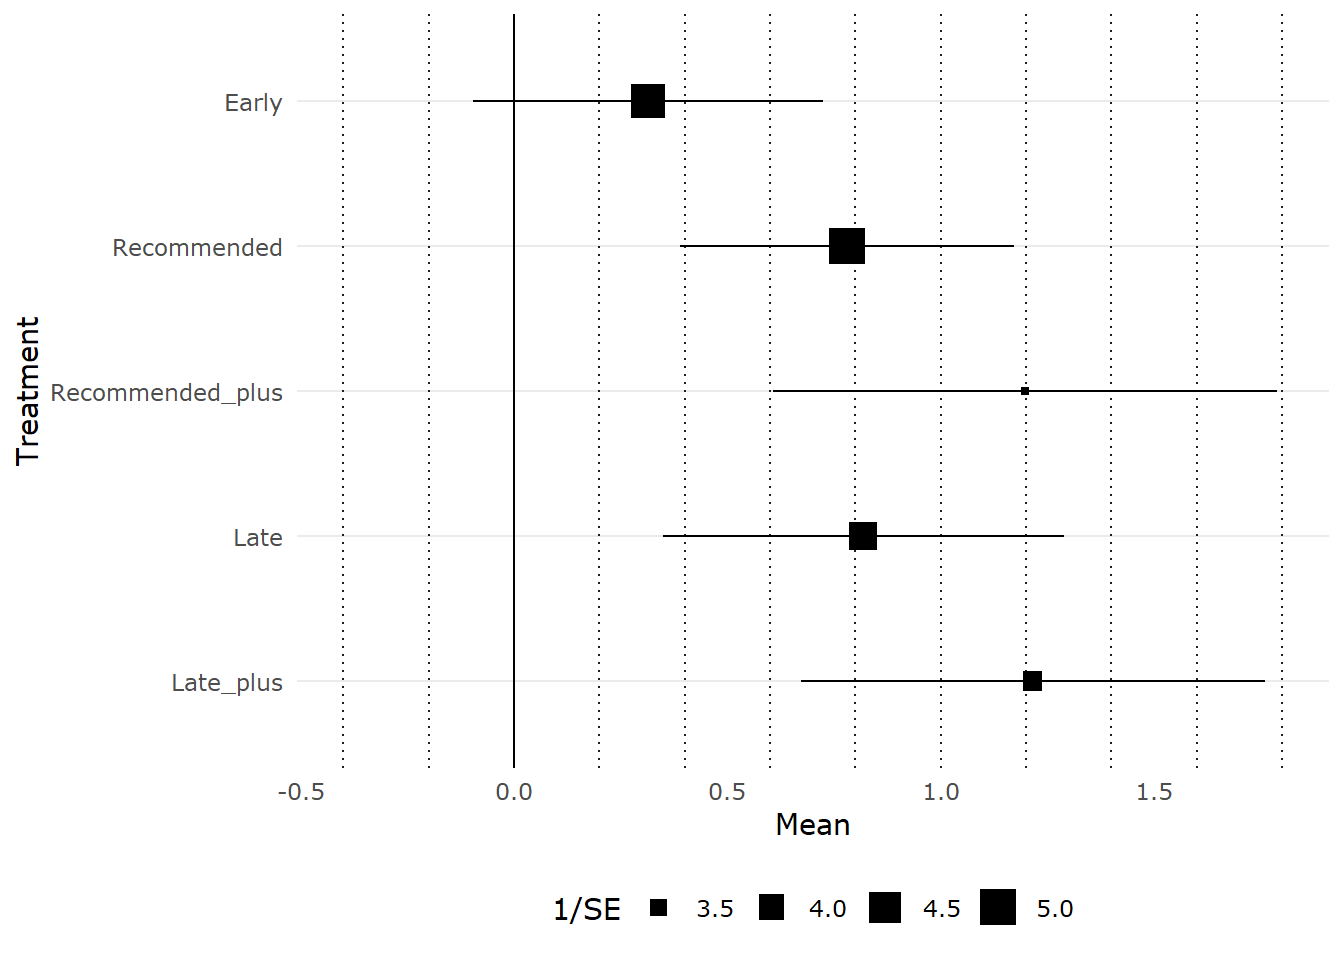 Early
Recommended
Recommended_plus
Late
Late_plus
Treatment
-0.5 0.0 0.5 1.0 1.5
Mean
1/SE 3.5 4.0 4.5 5.0